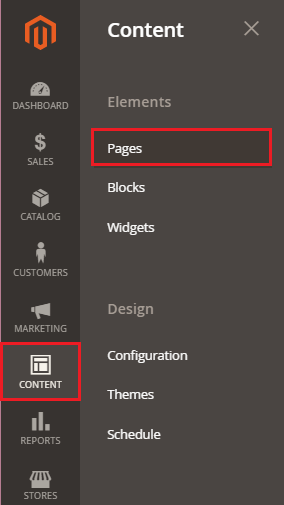 DASHBOARD
SALES
CATALOG
CUSTOMERS
MARKETING
CONTENT
REPORTS
STORES
Content
Elements
Pages
Blocks
Widgets
Design
Configuration
Themes
Schedule